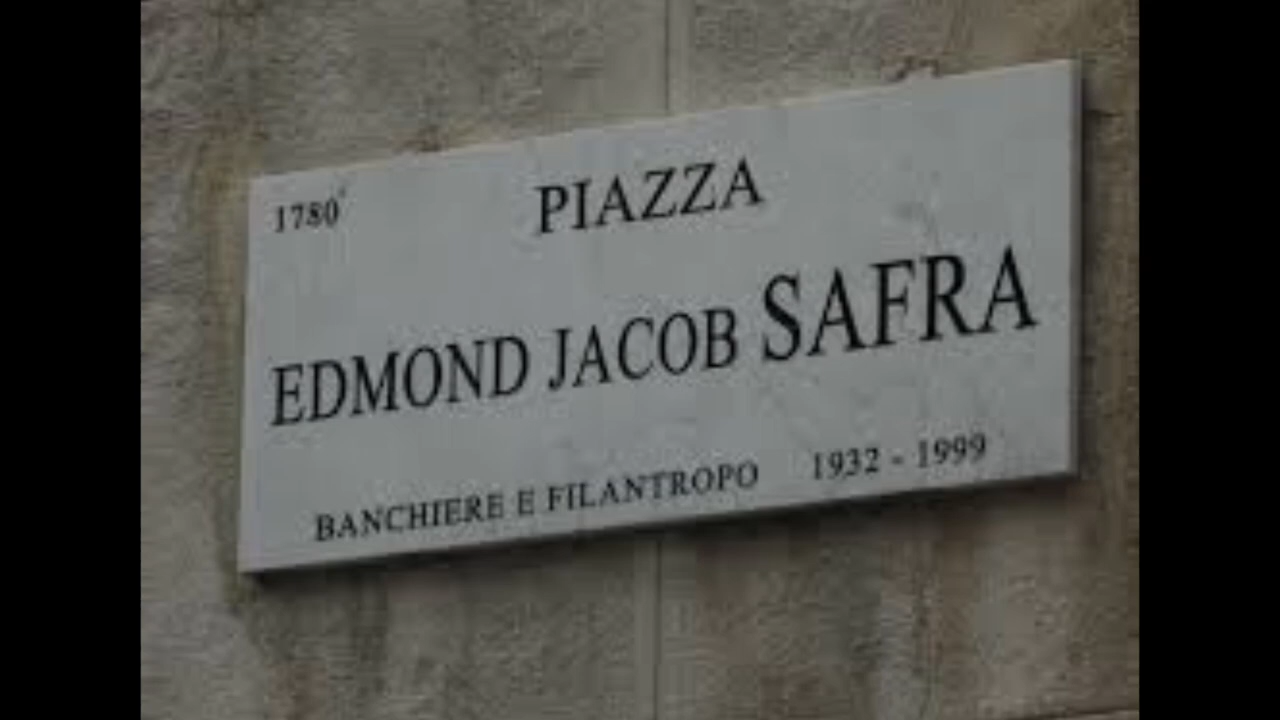 1780
PIAZZA
EDMOND JACOB SAFRA
BANCHIERE E FILANTROPO 1932 - 1999